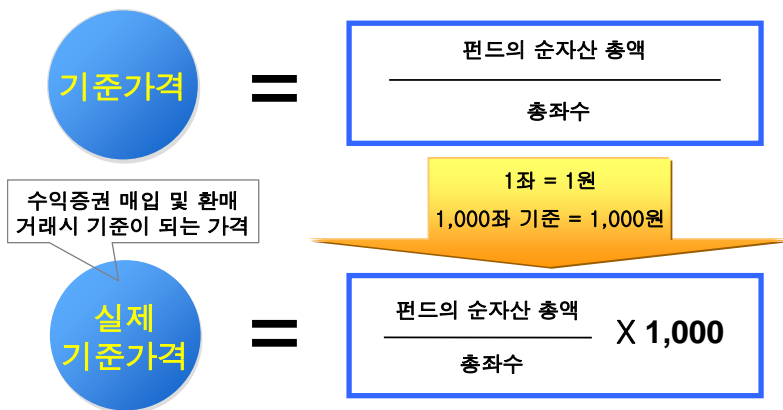 기준가격
=
펀드의 순자산 총액
총좌수
수익증권 매입 및 환매
거래시 기준이 되는 가격
1좌 = 1원
1,000좌 기준 = 1,000원
실제
기준가격
=
펀드의 순자산 총액
총좌수
X 1,000